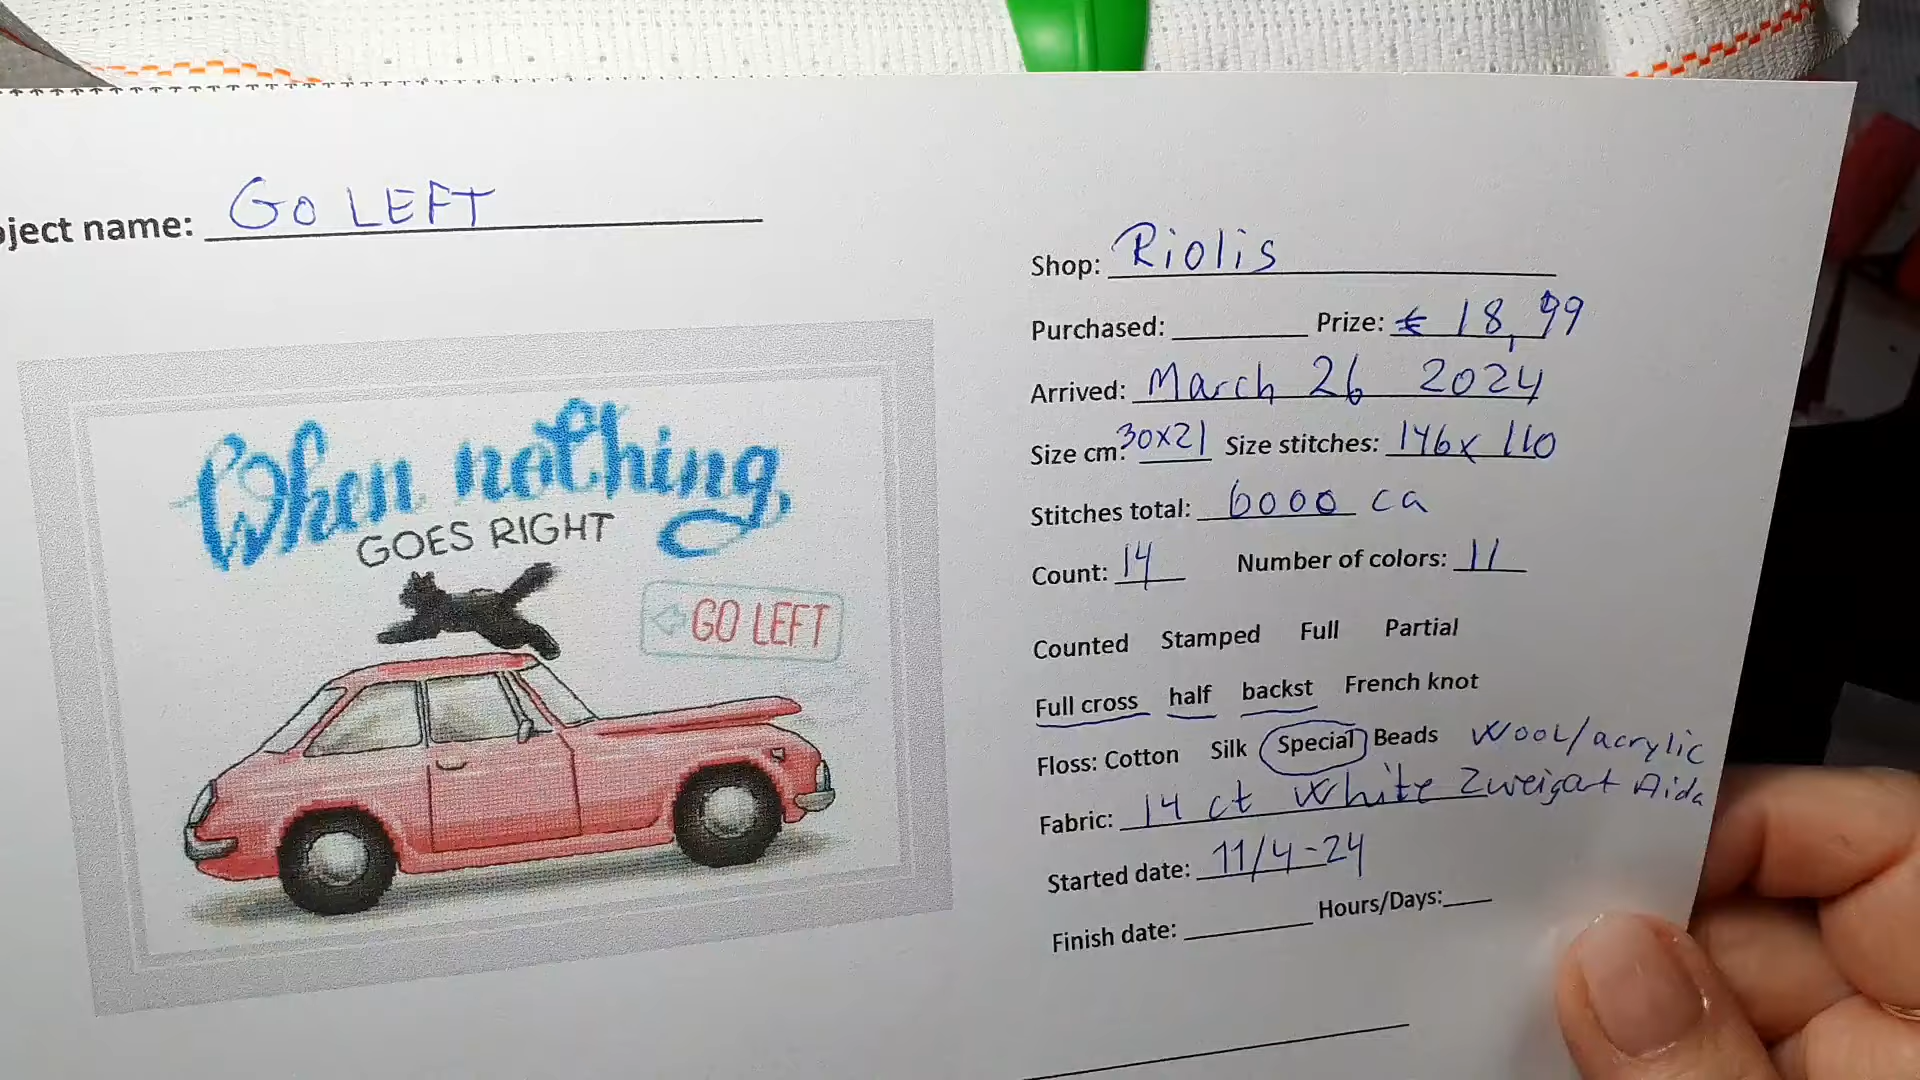 oject name: GO LEFT
When nothing,
GOES RIGHT
GO LEFT
Shop: Riolis
Purchased: Prize: € 18,99
Arrived: March 26 2024
Size cm: 30x21 Size stitches: 146x110
Stitches total: 6000 ca
Count: 14 Number of colors: 11
Counted Stamped Full Partial
Full cross half backst French knot
Floss: Cotton Silk Special Beads Wool/acrylic
Fabric: 14 ct White Zweigart Aida
Started date: 11/4-24
Finish date: Hours/Days: